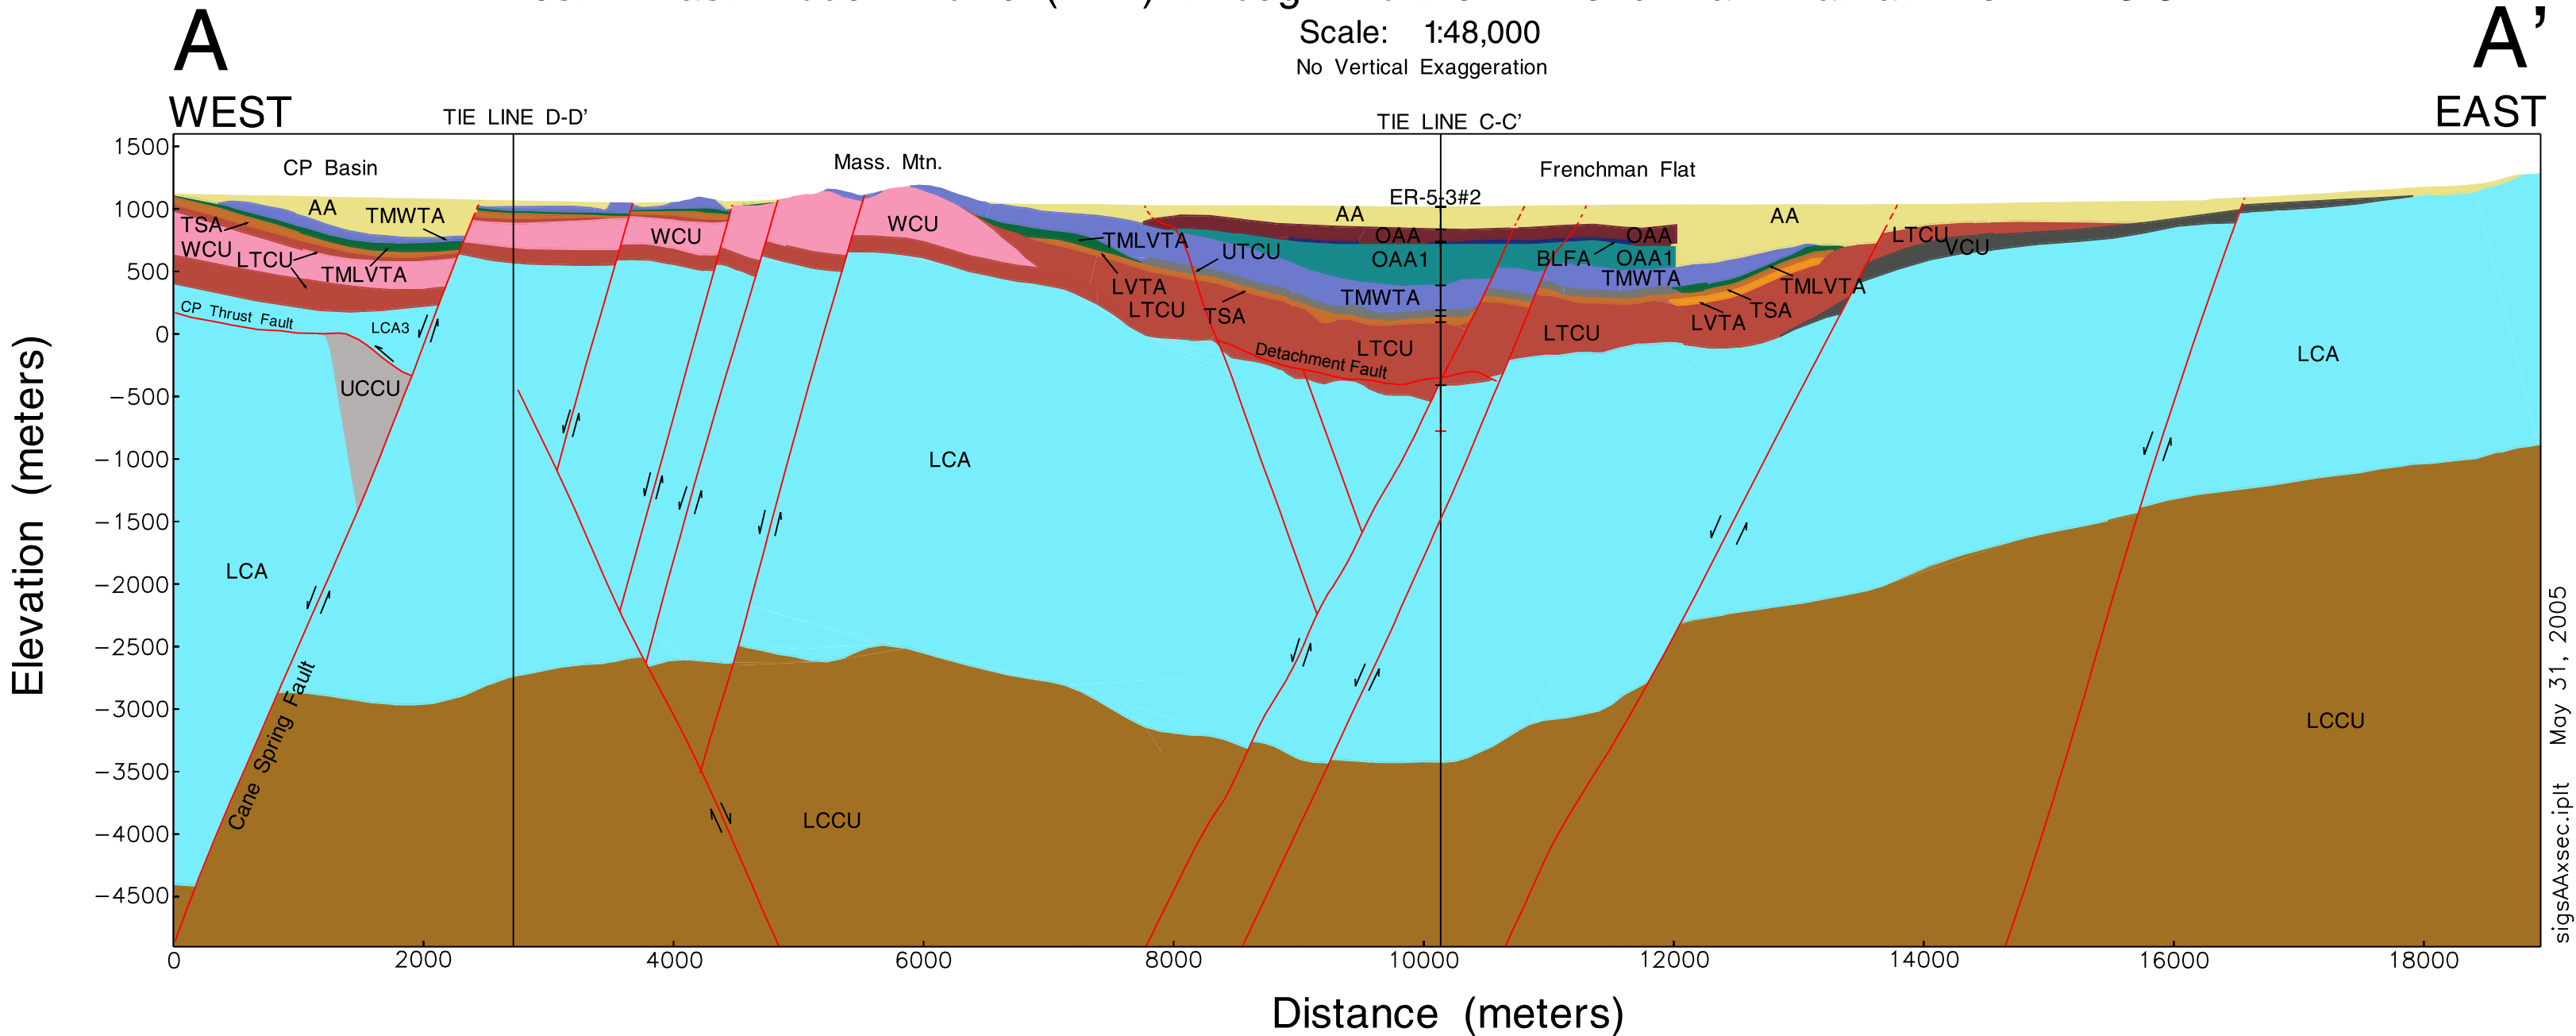 Scale: 1:48,000
No Vertical Exaggeration
A
A’
WEST
EAST
TIE LINE D-D’
TIE LINE C-C’
CP Basin
Mass. Mtn.
Frenchman Flat
ER-5-3#2
AA
TMWTA
TSA
WCU
LTCU
TMLVTA
CP Thrust Fault
LCA3
UCCU
LCA
Cane Spring Fault
WCU
WCU
LCA
LCCU
TMLVTA
UTCU
LVTA
LTCU
TSA
AA
OAA
OAA1
TMWTA
LTCU
Detachment Fault
OAA
BLFA
OAA1
TMWTA
LTCU
AA
TMLVTA
TSA
LVTA
LTCU
VCU
LCA
LCCU
1500
1000
500
0
−500
−1000
−1500
−2000
−2500
−3000
−3500
−4000
−4500
Elevation (meters)
0 2000 4000 6000 8000 10000 12000 14000 16000 18000
Distance (meters)
sigsAAxsec.iplt May 31, 2005